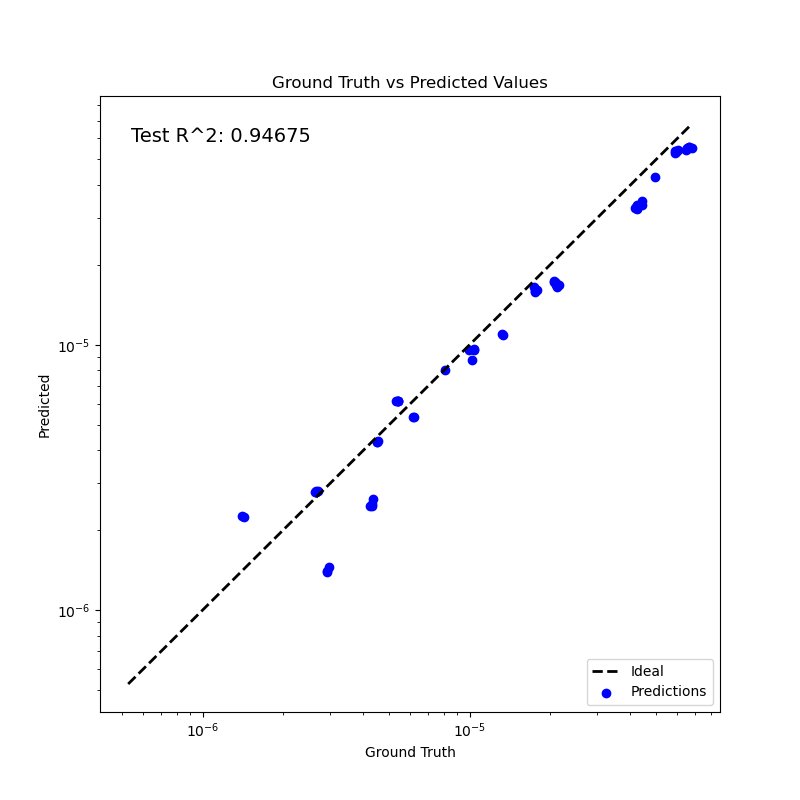 Ground Truth vs Predicted Values
Test R^2: 0.94675
Predicted
10⁻⁵
10⁻⁶
Ideal
Predictions
10⁻⁶
10⁻⁵
Ground Truth